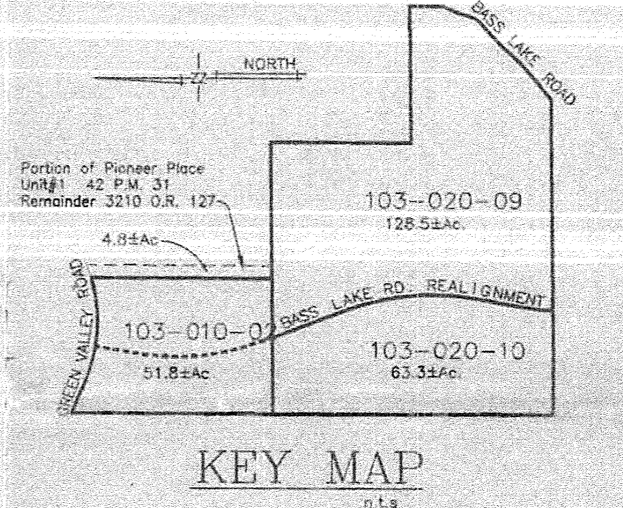 BASS LAKE ROAD
NORTH
Portion of Pioneer Place
Unit#1 42 P.M. 31
Remainder 3210 O.R. 127
4.8±Ac
103-020-09
128.5±Ac.
GREEN VALLEY ROAD
103-010-02
BASS LAKE RD. REALIGNMENT
51.8±Ac
103-020-10
63.3±Ac.
KEY MAP
n.t.s